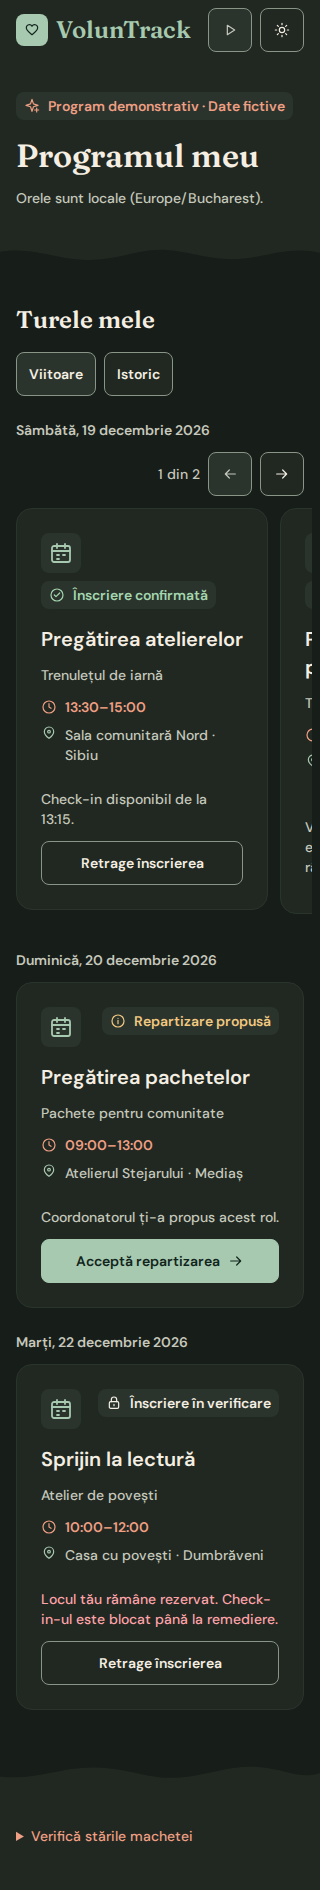 VolunTrack
Program demonstrativ · Date fictive
Programul meu
Orele sunt locale (Europe/Bucharest).
Turele mele
Viitoare
Istoric
Sâmbătă, 19 decembrie 2026
1 din 2
Înscriere confirmată
Pregătirea atelierelor
Trenulețul de iarnă
13:30–15:00
Sala comunitară Nord ·
Sibiu
Check-in disponibil de la
13:15.
Retrage înscrierea
Duminică, 20 decembrie 2026
Repartizare propusă
Pregătirea pachetelor
Pachete pentru comunitate
09:00–13:00
Atelierul Stejarului · Mediaș
Coordonatorul ți-a propus acest rol.
Acceptă repartizarea
Marți, 22 decembrie 2026
Înscriere în verificare
Sprijin la lectură
Atelier de povești
10:00–12:00
Casa cu povești · Dumbrăveni
Locul tău rămâne rezervat. Check-
in-ul este blocat până la remediere.
Retrage înscrierea
Verifică stările machetei